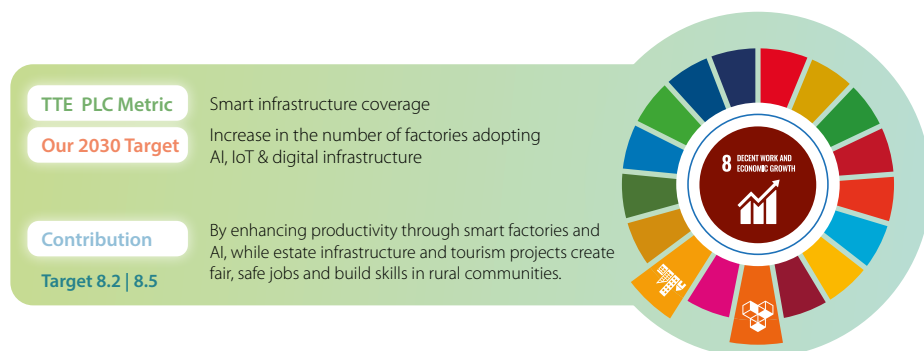 TTE PLC Metric
Smart infrastructure coverage
Our 2030 Target
Increase in the number of factories adopting
AI, IoT & digital infrastructure
Contribution
By enhancing productivity through smart factories and
AI, while estate infrastructure and tourism projects create
fair, safe jobs and build skills in rural communities.
Target 8.2 | 8.5
8 DECENT WORK AND
ECONOMIC GROWTH